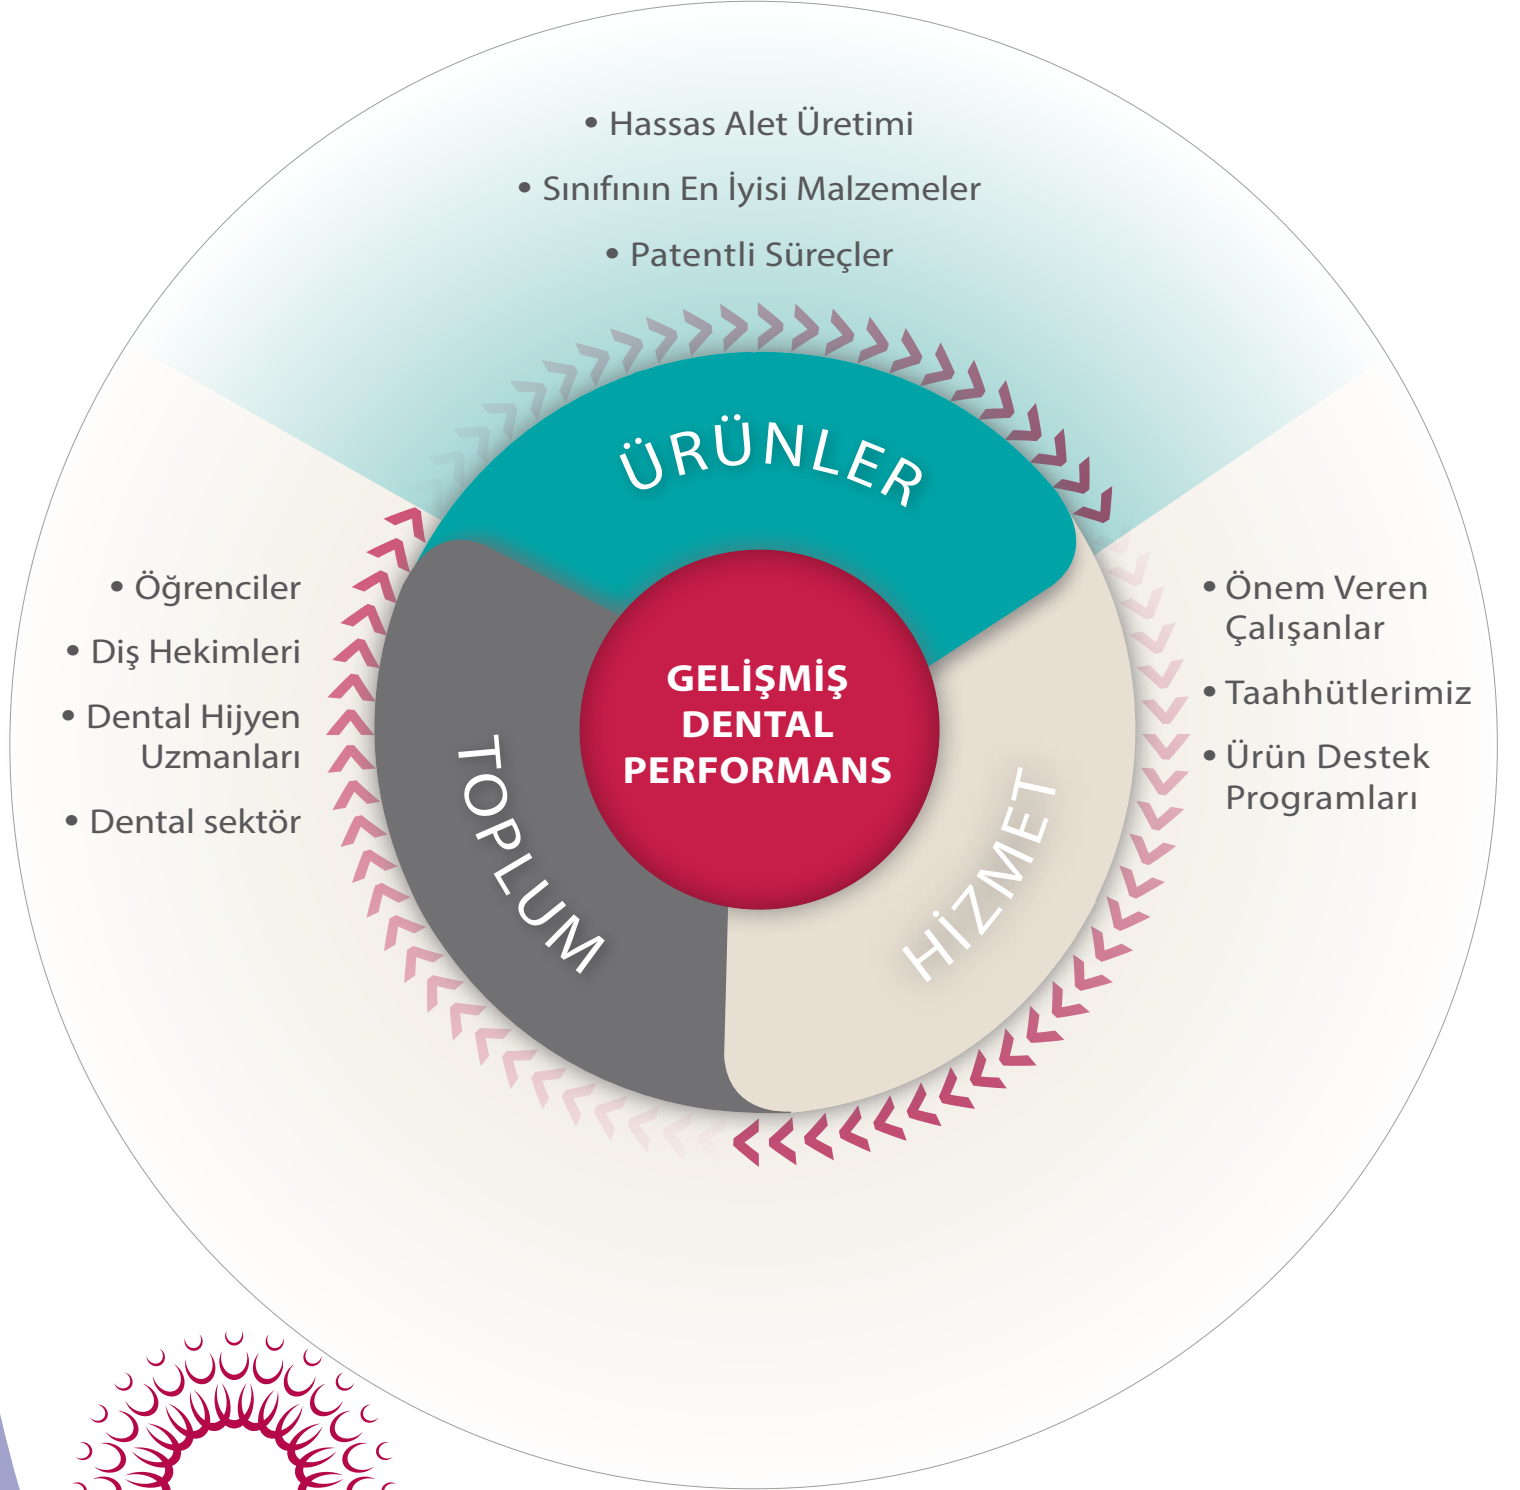 • Hassas Alet Üretimi
• Sınıfının En İyisi Malzemeler
• Patentli Süreçler
ÜRÜNLER
• Öğrenciler
• Diş Hekimleri
• Dental Hijyen
Uzmanları
• Dental sektör
TOPLUM
GELİŞMİŞ
DENTAL
PERFORMANS
HİZMET
• Önem Veren
Çalışanlar
• Taahhütlerimiz
• Ürün Destek
Programları